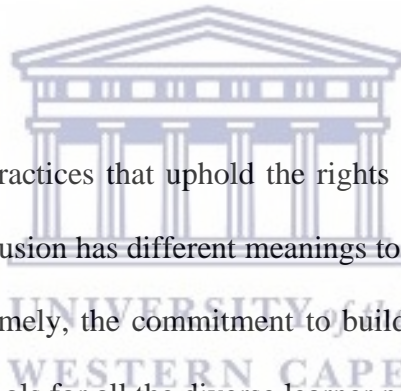 ractices that uphold the rights
usion has different meanings to
UNIVERSITY of the
mely, the commitment to build
WESTERN CAPE
ols for all the diverse learner n